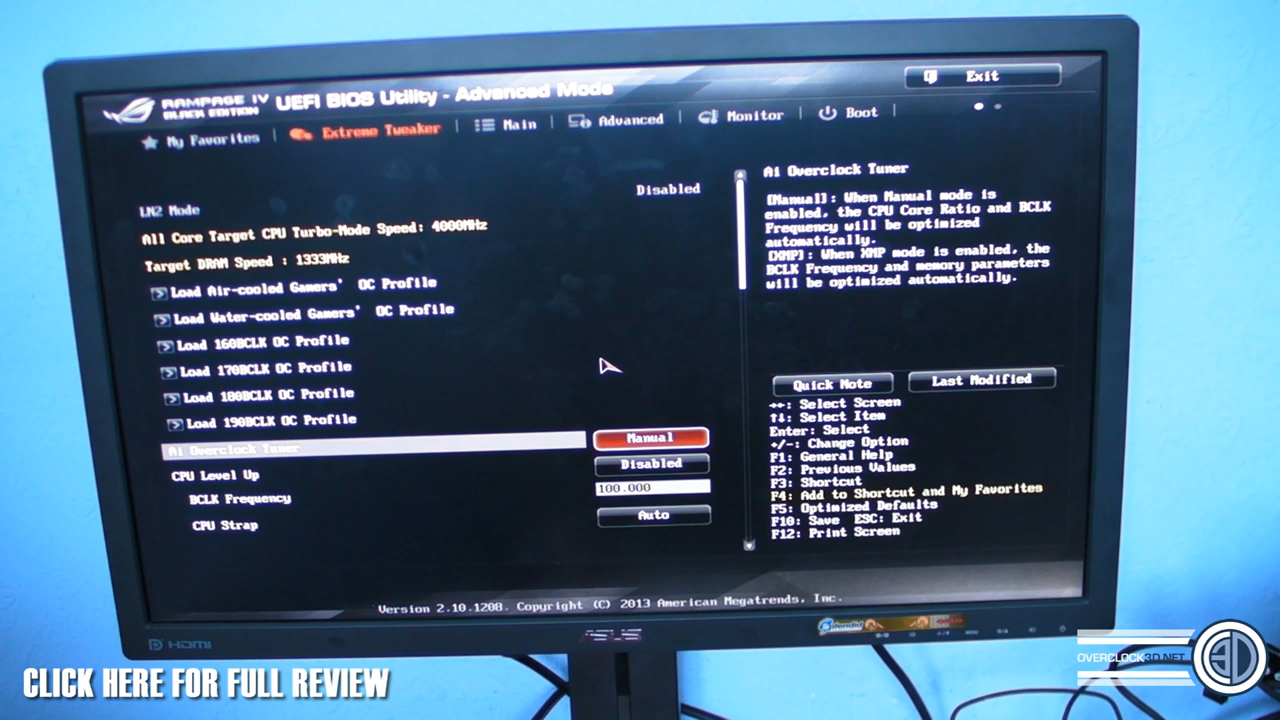 RAMPAGE IV
BLACK EDITION
UEFI BIOS Utility - Advanced Mode
Exit
My Favorites
Extreme Tweaker
Main
Advanced
Monitor
Boot
LN2 Mode
Disabled
All Core Target CPU Turbo-Mode Speed: 4000MHz
Target DRAM Speed : 1333MHz
Load Air-cooled Gamers' OC Profile
Load Water-cooled Gamers' OC Profile
Load 160BCLK OC Profile
Load 170BCLK OC Profile
Load 180BCLK OC Profile
Load 190BCLK OC Profile
Ai Overclock Tuner
Manual
CPU Level Up
Disabled
BCLK Frequency
100.000
CPU Strap
Auto
Ai Overclock Tuner
[Manual]: When Manual mode is
enabled, the CPU Core Ratio and BCLK
Frequency will be optimized
automatically.
[XMP]: When XMP mode is enabled, the
BCLK Frequency and memory parameters
will be optimized automatically.
Quick Note
Last Modified
→←: Select Screen
↑↓: Select Item
Enter: Select
+/-: Change Option
F1: General Help
F2: Previous Values
F3: Shortcut
F4: Add to Shortcut and My Favorites
F5: Optimized Defaults
F10: Save ESC: Exit
F12: Print Screen
Version 2.10.1208. Copyright (C) 2013 American Megatrends, Inc.
HDMI
ASUS
CLICK HERE FOR FULL REVIEW
OVERCLOCK3D.NET